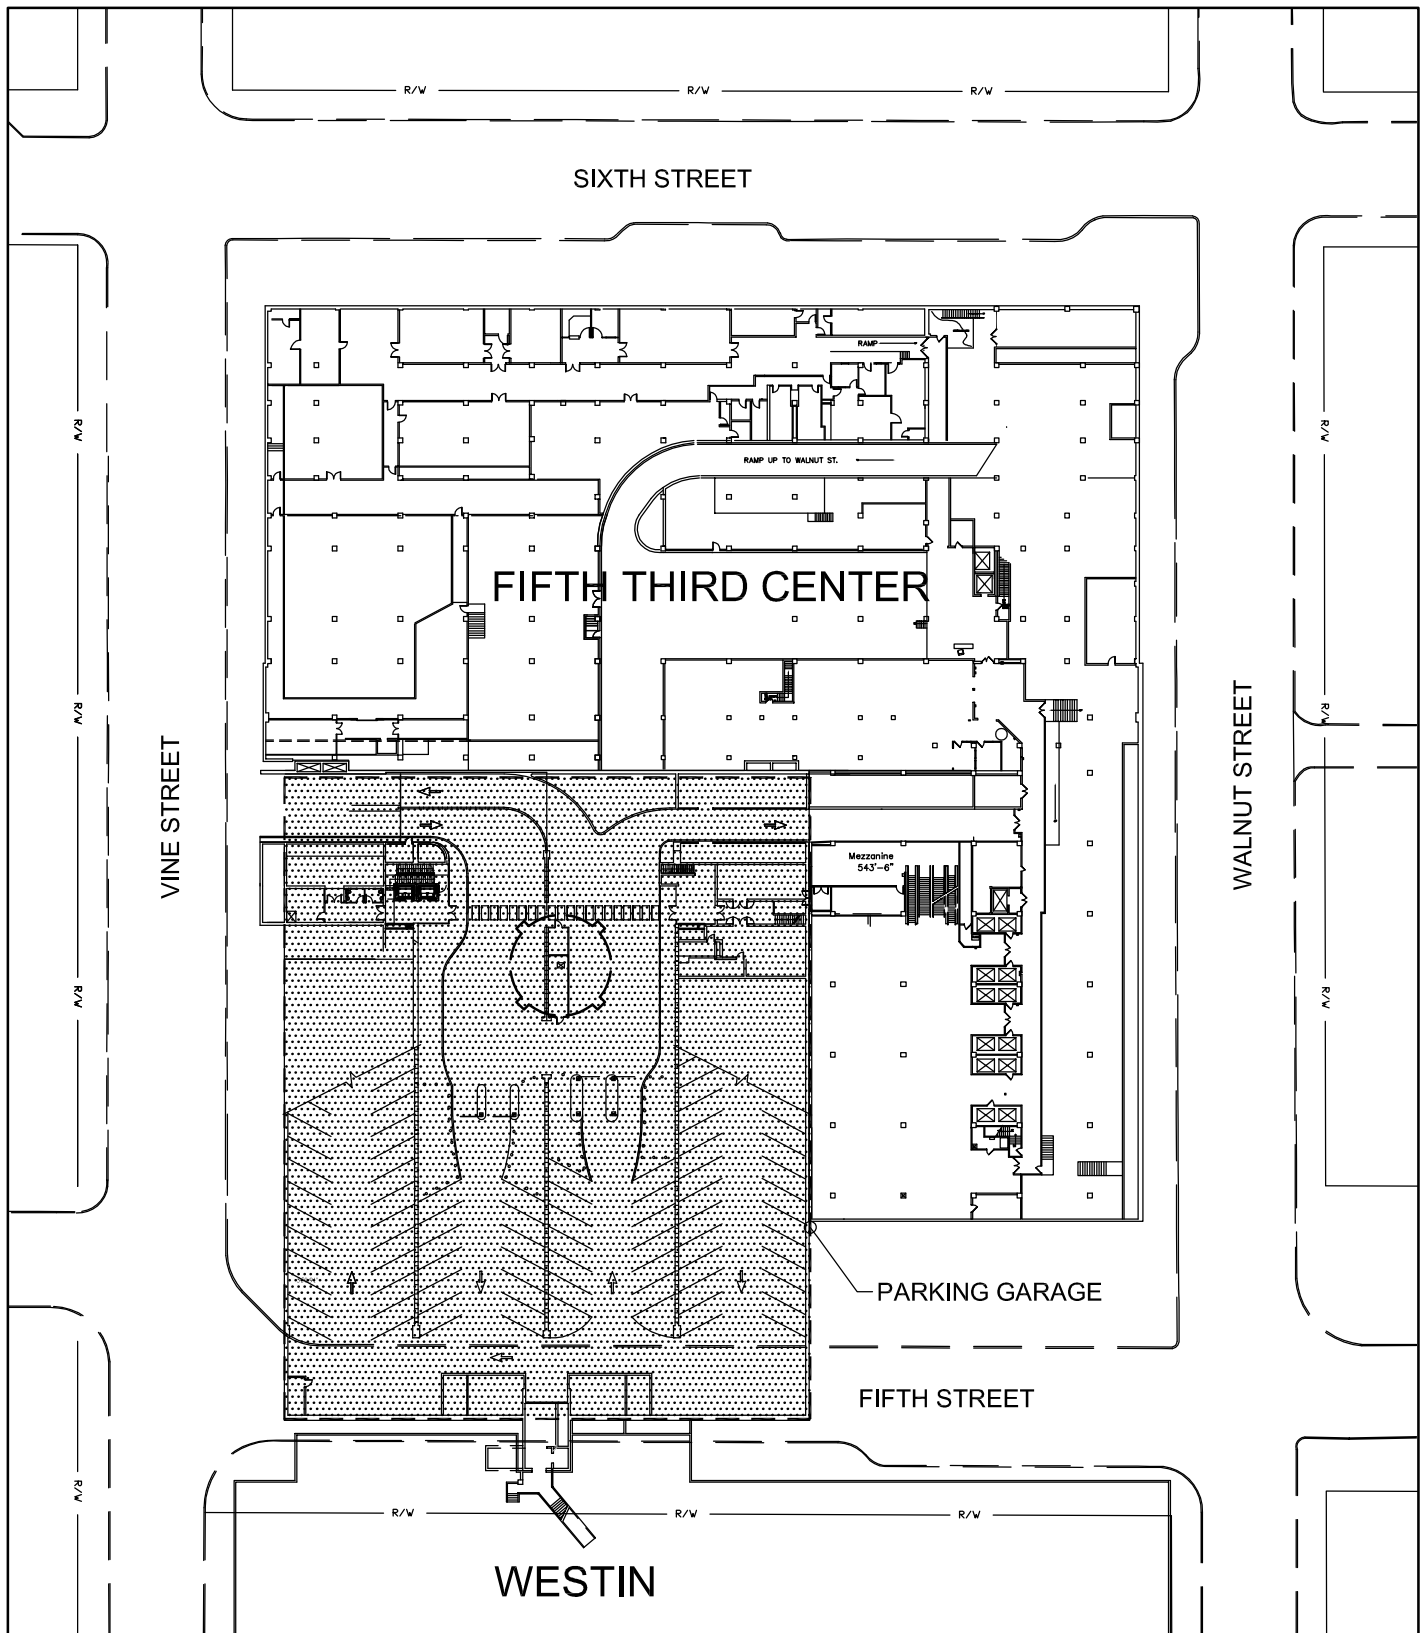 R/W R/W R/W
SIXTH STREET
RAMP
R/W
R/W
RAMP UP TO WALNUT ST.
FIFTH THIRD CENTER
R/W
R/W
VINE STREET
WALNUT STREET
Mezzanine
543'-6"
R/W
R/W
PARKING GARAGE
FIFTH STREET
R/W
R/W R/W R/W
WESTIN